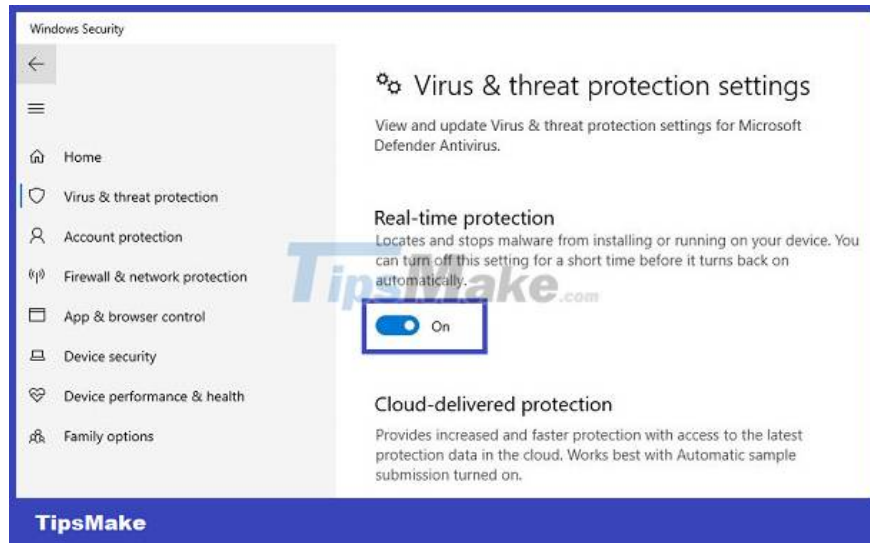 Windows Security
Home
Virus & threat protection
Account protection
Firewall & network protection
App & browser control
Device security
Device performance & health
Family options
Virus & threat protection settings
View and update Virus & threat protection settings for Microsoft
Defender Antivirus.
Real-time protection
Locates and stops malware from installing or running on your device. You
can turn off this setting for a short time before it turns back on
automatically.
TipsMake.com
On
Cloud-delivered protection
Provides increased and faster protection with access to the latest
protection data in the cloud. Works best with Automatic sample
submission turned on.
TipsMake